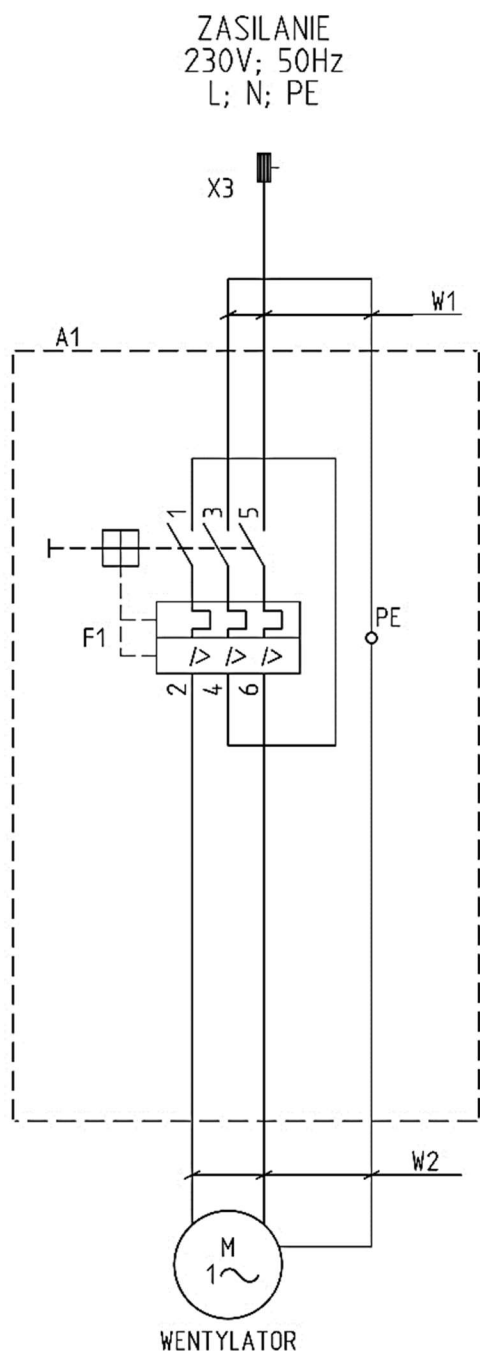 ZASILANIE
230V; 50Hz
L; N; PE
X3
W1
A1
1
3
5
F1
PE
2
4
6
W2
M
1~
WENTYLATOR